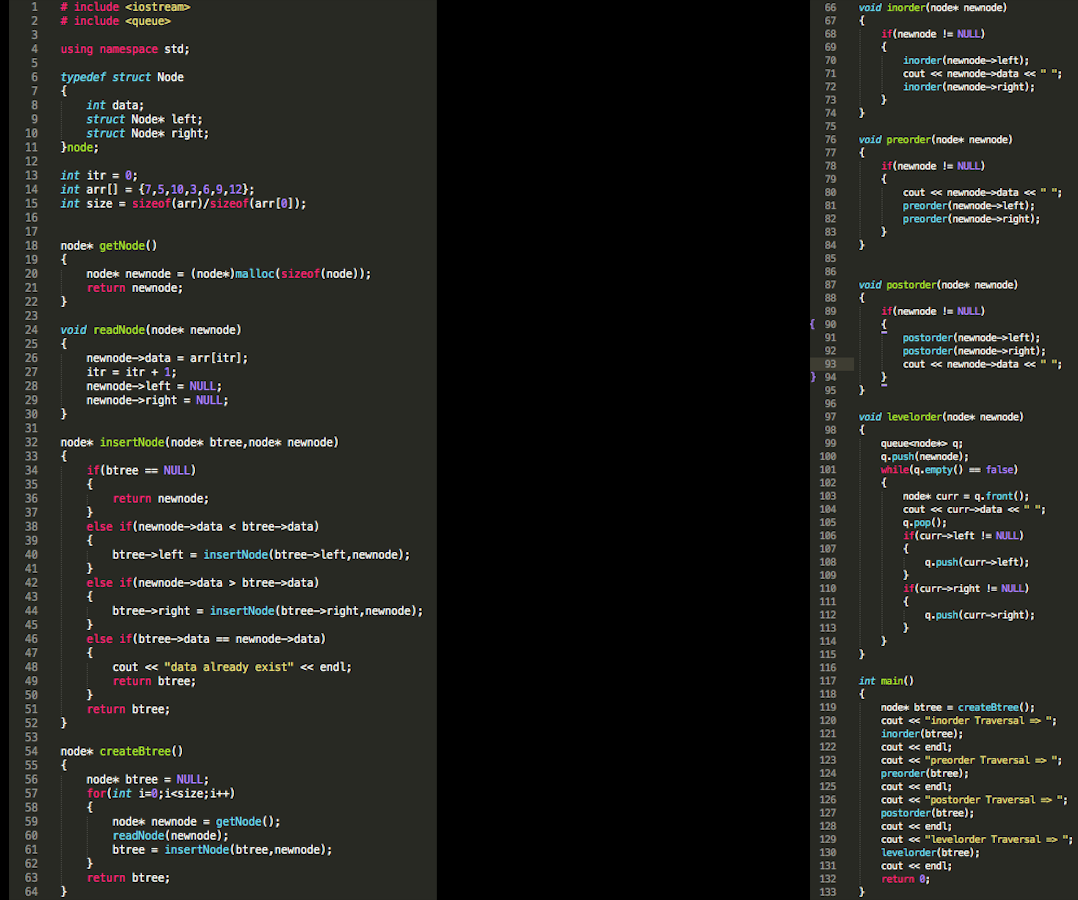 1 # include <iostream>
2 # include <queue>
3
4 using namespace std;
5
6 typedef struct Node
7 {
8 int data;
9 struct Node* left;
10 struct Node* right;
11 }node;
12
13 int itr = 0;
14 int arr[] = {7,5,10,3,6,9,12};
15 int size = sizeof(arr)/sizeof(arr[0]);
16
17
18 node* getNode()
19 {
20 node* newnode = (node*)malloc(sizeof(node));
21 return newnode;
22 }
23
24 void readNode(node* newnode)
25 {
26 newnode->data = arr[itr];
27 itr = itr + 1;
28 newnode->left = NULL;
29 newnode->right = NULL;
30 }
31
32 node* insertNode(node* btree,node* newnode)
33 {
34 if(btree == NULL)
35 {
36 return newnode;
37 }
38 else if(newnode->data < btree->data)
39 {
40 btree->left = insertNode(btree->left,newnode);
41 }
42 else if(newnode->data > btree->data)
43 {
44 btree->right = insertNode(btree->right,newnode);
45 }
46 else if(btree->data == newnode->data)
47 {
48 cout << "data already exist" << endl;
49 return btree;
50 }
51 return btree;
52 }
53
54 node* createBtree()
55 {
56 node* btree = NULL;
57 for(int i=0;i<size;i++)
58 {
59 node* newnode = getNode();
60 readNode(newnode);
61 btree = insertNode(btree,newnode);
62 }
63 return btree;
64 }
66 void inorder(node* newnode)
67 {
68 if(newnode != NULL)
69 {
70 inorder(newnode->left);
71 cout << newnode->data << " ";
72 inorder(newnode->right);
73 }
74 }
75
76 void preorder(node* newnode)
77 {
78 if(newnode != NULL)
79 {
80 cout << newnode->data << " ";
81 preorder(newnode->left);
82 preorder(newnode->right);
83 }
84 }
85
86
87 void postorder(node* newnode)
88 {
89 if(newnode != NULL)
{ 90 {
91 postorder(newnode->left);
92 postorder(newnode->right);
93 cout << newnode->data << " ";
} 94 }
95 }
96
97 void levelorder(node* newnode)
98 {
99 queue<node*> q;
100 q.push(newnode);
101 while(q.empty() == false)
102 {
103 node* curr = q.front();
104 cout << curr->data << " ";
105 q.pop();
106 if(curr->left != NULL)
107 {
108 q.push(curr->left);
109 }
110 if(curr->right != NULL)
111 {
112 q.push(curr->right);
113 }
114 }
115 }
116
117 int main()
118 {
119 node* btree = createBtree();
120 cout << "inorder Traversal => ";
121 inorder(btree);
122 cout << endl;
123 cout << "preorder Traversal => ";
124 preorder(btree);
125 cout << endl;
126 cout << "postorder Traversal => ";
127 postorder(btree);
128 cout << endl;
129 cout << "levelorder Traversal => ";
130 levelorder(btree);
131 cout << endl;
132 return 0;
133 }